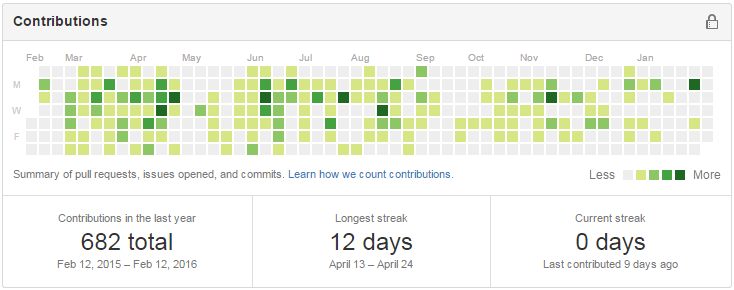 Contributions
Feb Mar Apr May Jun Jul Aug Sep Oct Nov Dec Jan
M
W
F
Summary of pull requests, issues opened, and commits. Learn how we count contributions.
Less More
Contributions in the last year
682 total
Feb 12, 2015 – Feb 12, 2016
Longest streak
12 days
April 13 – April 24
Current streak
0 days
Last contributed 9 days ago